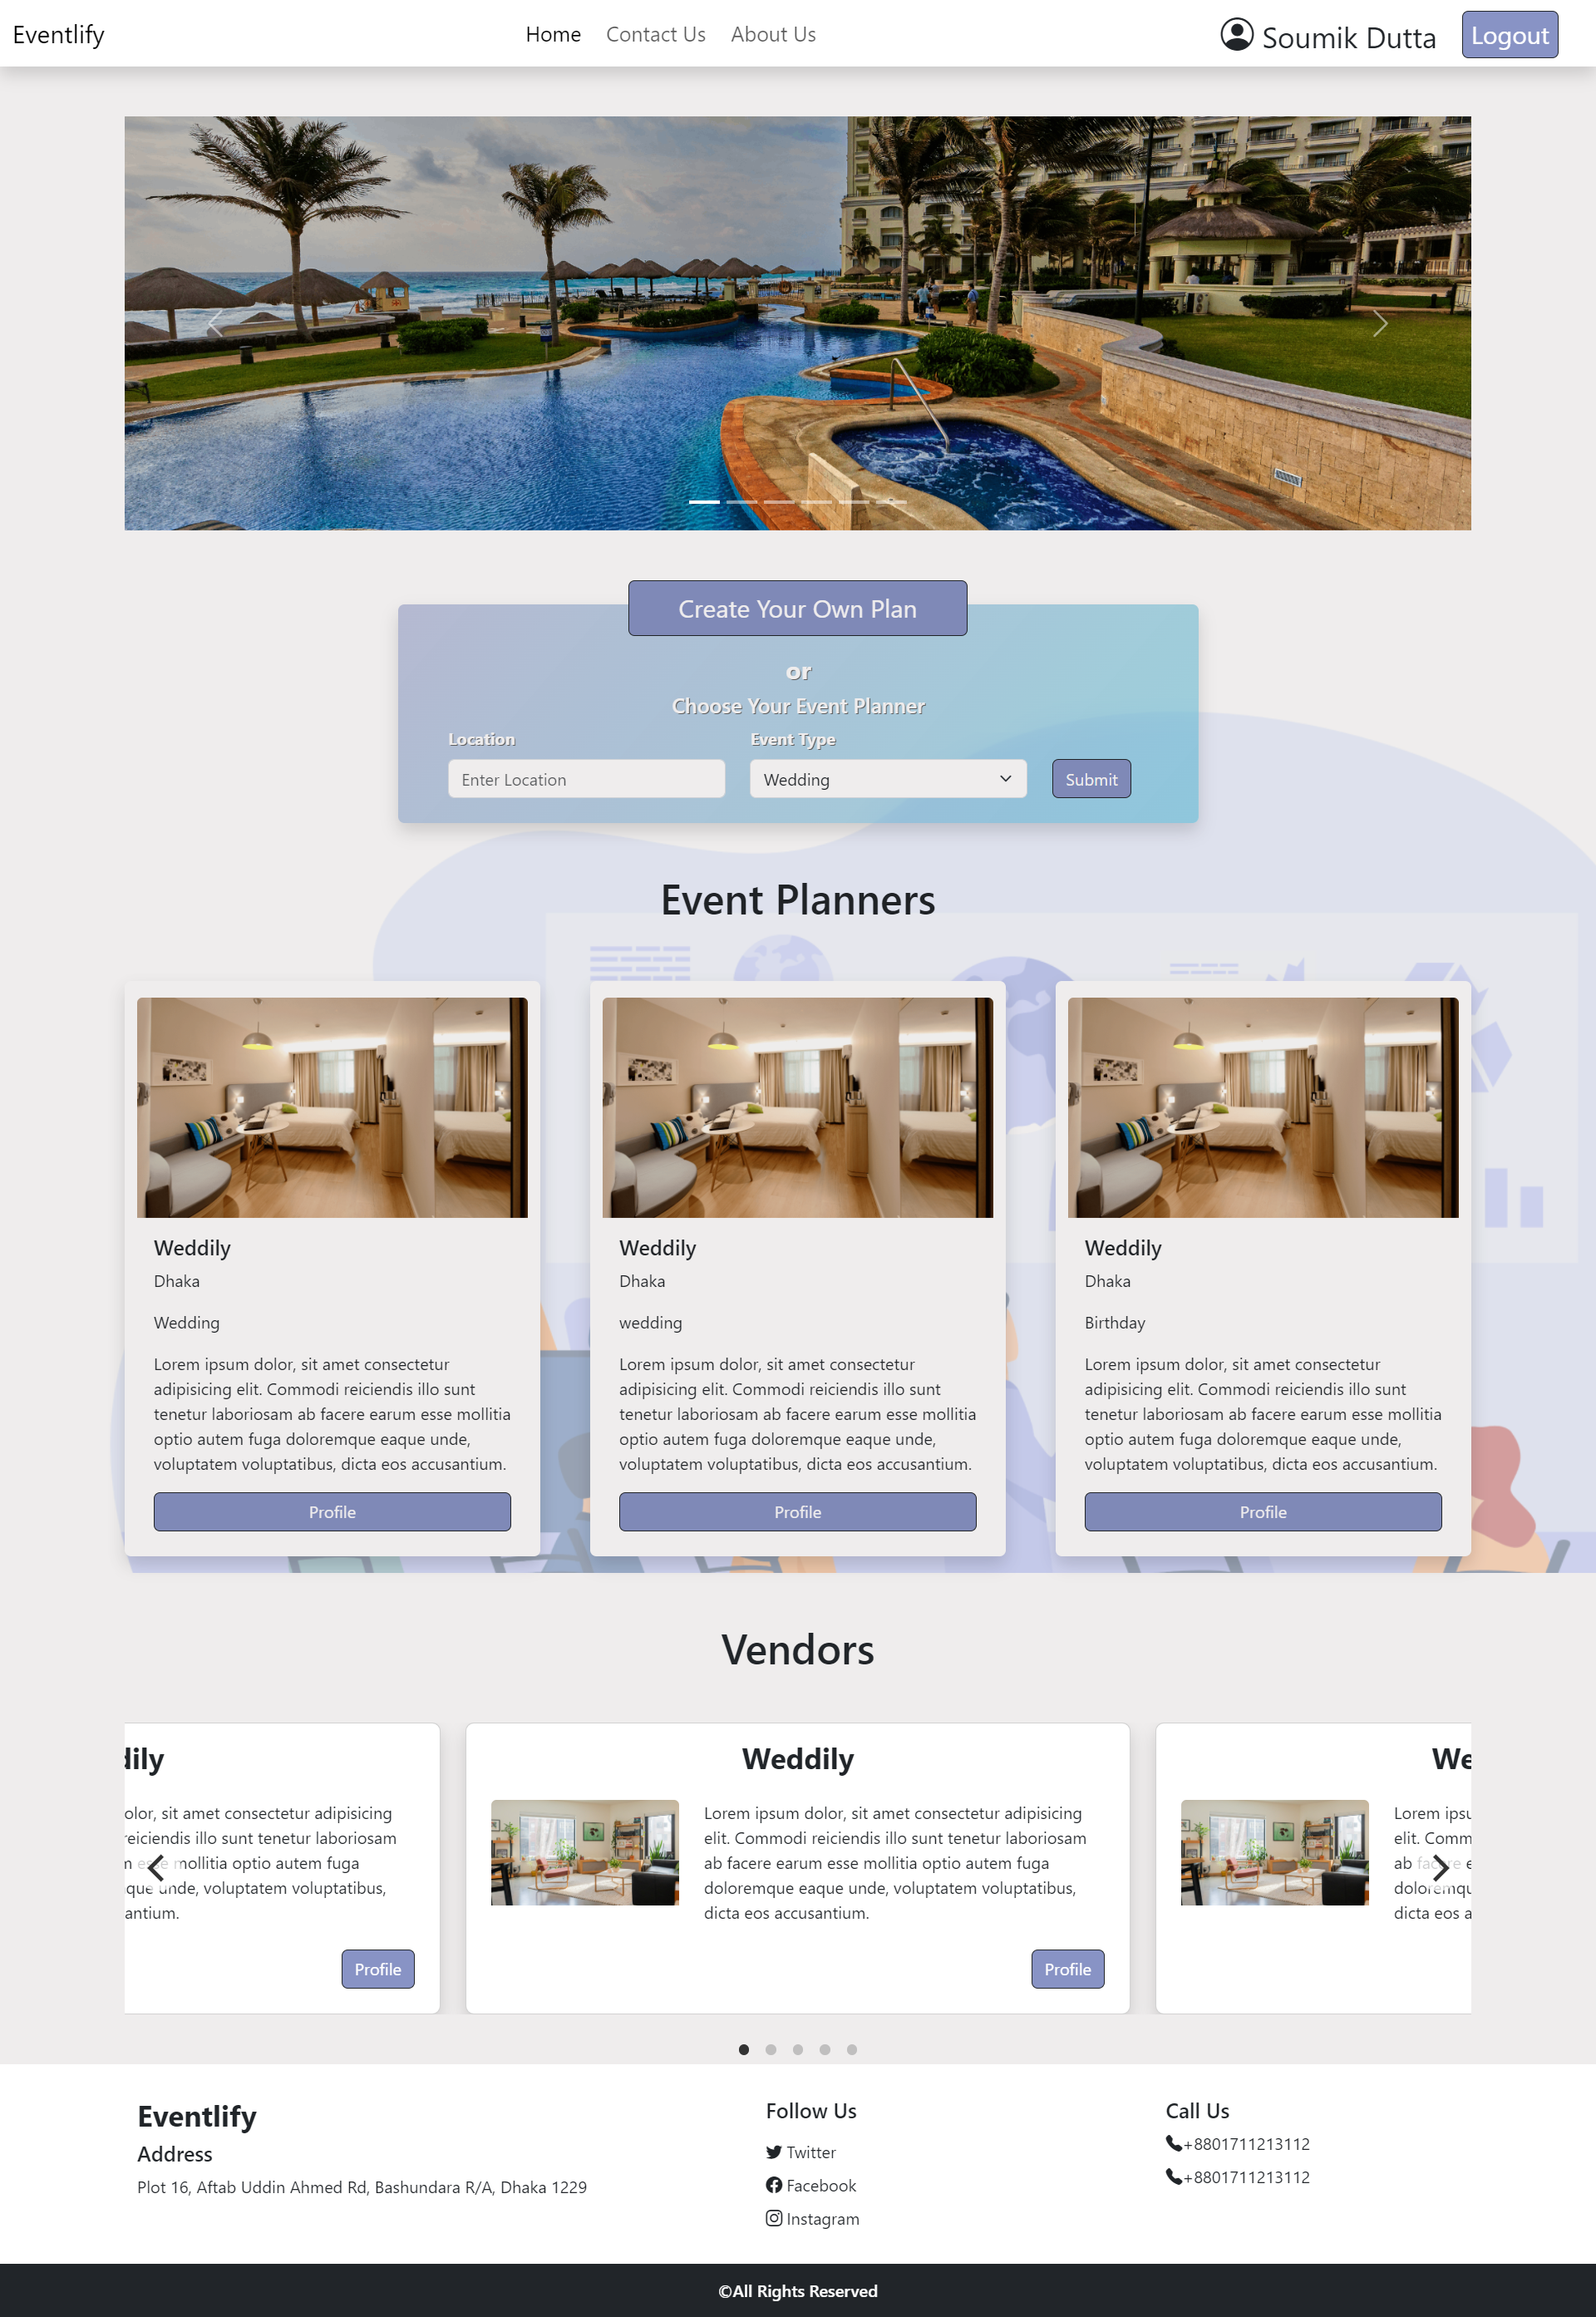 Eventlify
Home
Contact Us
About Us
Soumik Dutta
Logout
Create Your Own Plan
or
Choose Your Event Planner
Location
Event Type
Enter Location
Wedding
Submit
Event Planners
Weddily
Dhaka
Wedding
Lorem ipsum dolor, sit amet consectetur
adipisicing elit. Commodi reiciendis illo sunt
tenetur laboriosam ab facere earum esse mollitia
optio autem fuga doloremque eaque unde,
voluptatem voluptatibus, dicta eos accusantium.
Profile
Weddily
Dhaka
wedding
Lorem ipsum dolor, sit amet consectetur
adipisicing elit. Commodi reiciendis illo sunt
tenetur laboriosam ab facere earum esse mollitia
optio autem fuga doloremque eaque unde,
voluptatem voluptatibus, dicta eos accusantium.
Profile
Weddily
Dhaka
Birthday
Lorem ipsum dolor, sit amet consectetur
adipisicing elit. Commodi reiciendis illo sunt
tenetur laboriosam ab facere earum esse mollitia
optio autem fuga doloremque eaque unde,
voluptatem voluptatibus, dicta eos accusantium.
Profile
Vendors
dily
olor, sit amet consectetur adipisicing
reiciendis illo sunt tenetur laboriosam
m esse mollitia optio autem fuga
que unde, voluptatem voluptatibus,
antium.
Profile
Weddily
Lorem ipsum dolor, sit amet consectetur adipisicing
elit. Commodi reiciendis illo sunt tenetur laboriosam
ab facere earum esse mollitia optio autem fuga
doloremque eaque unde, voluptatem voluptatibus,
dicta eos accusantium.
Profile
We
Lorem ipsu
elit. Comm
ab facere e
doloremqu
dicta eos a
Eventlify
Address
Plot 16, Aftab Uddin Ahmed Rd, Bashundara R/A, Dhaka 1229
Follow Us
Twitter
Facebook
Instagram
Call Us
+8801711213112
+8801711213112
©All Rights Reserved